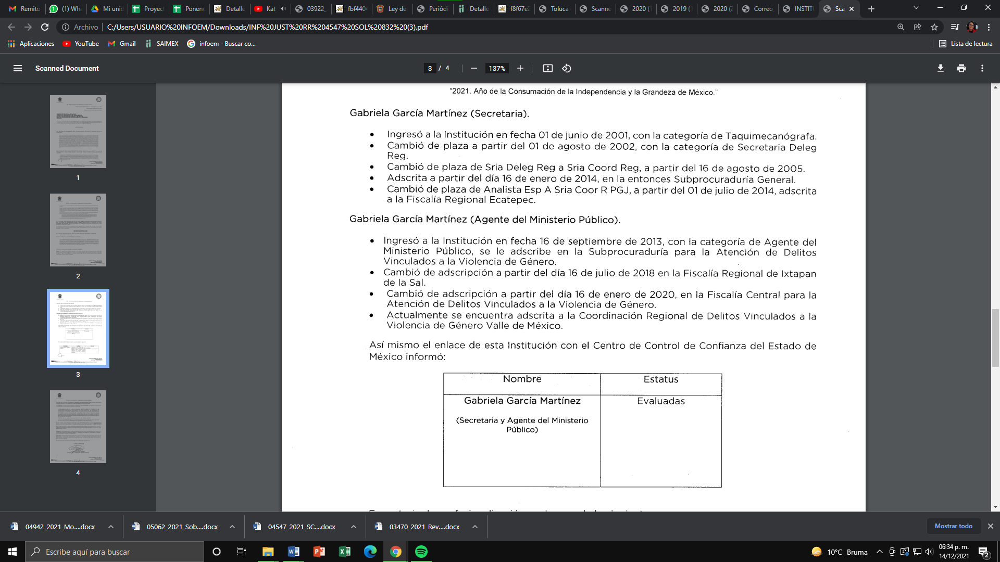 Remito
(1) Wha
Mi unic
Proyect
Ponenc
Detalle
Kat
03922_
fbf440
Ley de
Periódi
Detalle
f8f67e2
Toluca
Scanne
2020 (1
2019 (1
2020 (2
Correo
INSTITU
Sca
Archivo
C:/Users/USUARIO%20INFOEM/Downloads/INF%20JUST%20RR%204547%20SOL%20832%20(3).pdf
Aplicaciones
YouTube
Gmail
SAIMEX
infoem - Buscar co...
Lista de lectura
Scanned Document
3 / 4
137%
1
2
3
4
"2021. Año de la Consumación de la Independencia y la Grandeza de México."
Gabriela García Martínez (Secretaria).
• Ingresó a la Institución en fecha 01 de junio de 2001, con la categoría de Taquimecanógrafa.
• Cambió de plaza a partir del 01 de agosto de 2002, con la categoría de Secretaria Deleg
Reg.
• Cambió de plaza de Sria Deleg Reg a Sria Coord Reg, a partir del 16 de agosto de 2005.
• Adscrita a partir del día 16 de enero de 2014, en la entonces Subprocuraduría General.
• Cambió de plaza de Analista Esp A Sria Coor R PGJ, a partir del 01 de julio de 2014, adscrita
a la Fiscalía Regional Ecatepec.
Gabriela García Martínez (Agente del Ministerio Público).
• Ingresó a la Institución en fecha 16 de septiembre de 2013, con la categoría de Agente del
Ministerio Público, se le adscribe en la Subprocuraduría para la Atención de Delitos
Vinculados a la Violencia de Género.
• Cambió de adscripción a partir del día 16 de julio de 2018 en la Fiscalía Regional de Ixtapan
de la Sal.
• Cambió de adscripción a partir del día 16 de enero de 2020, en la Fiscalía Central para la
Atención de Delitos Vinculados a la Violencia de Género.
• Actualmente se encuentra adscrita a la Coordinación Regional de Delitos Vinculados a la
Violencia de Género Valle de México.
Así mismo el enlace de esta Institución con el Centro de Control de Confianza del Estado de
México informó:
Nombre
Estatus
Gabriela García Martínez
Evaluadas
(Secretaria y Agente del Ministerio
Público)
04942_2021_Mo....docx
05062_2021_Sob....docx
04547_2021_SC....docx
03470_2021_Rev....docx
Mostrar todo
Escribe aquí para buscar
10°C Bruma
06:34 p. m.
14/12/2021
2